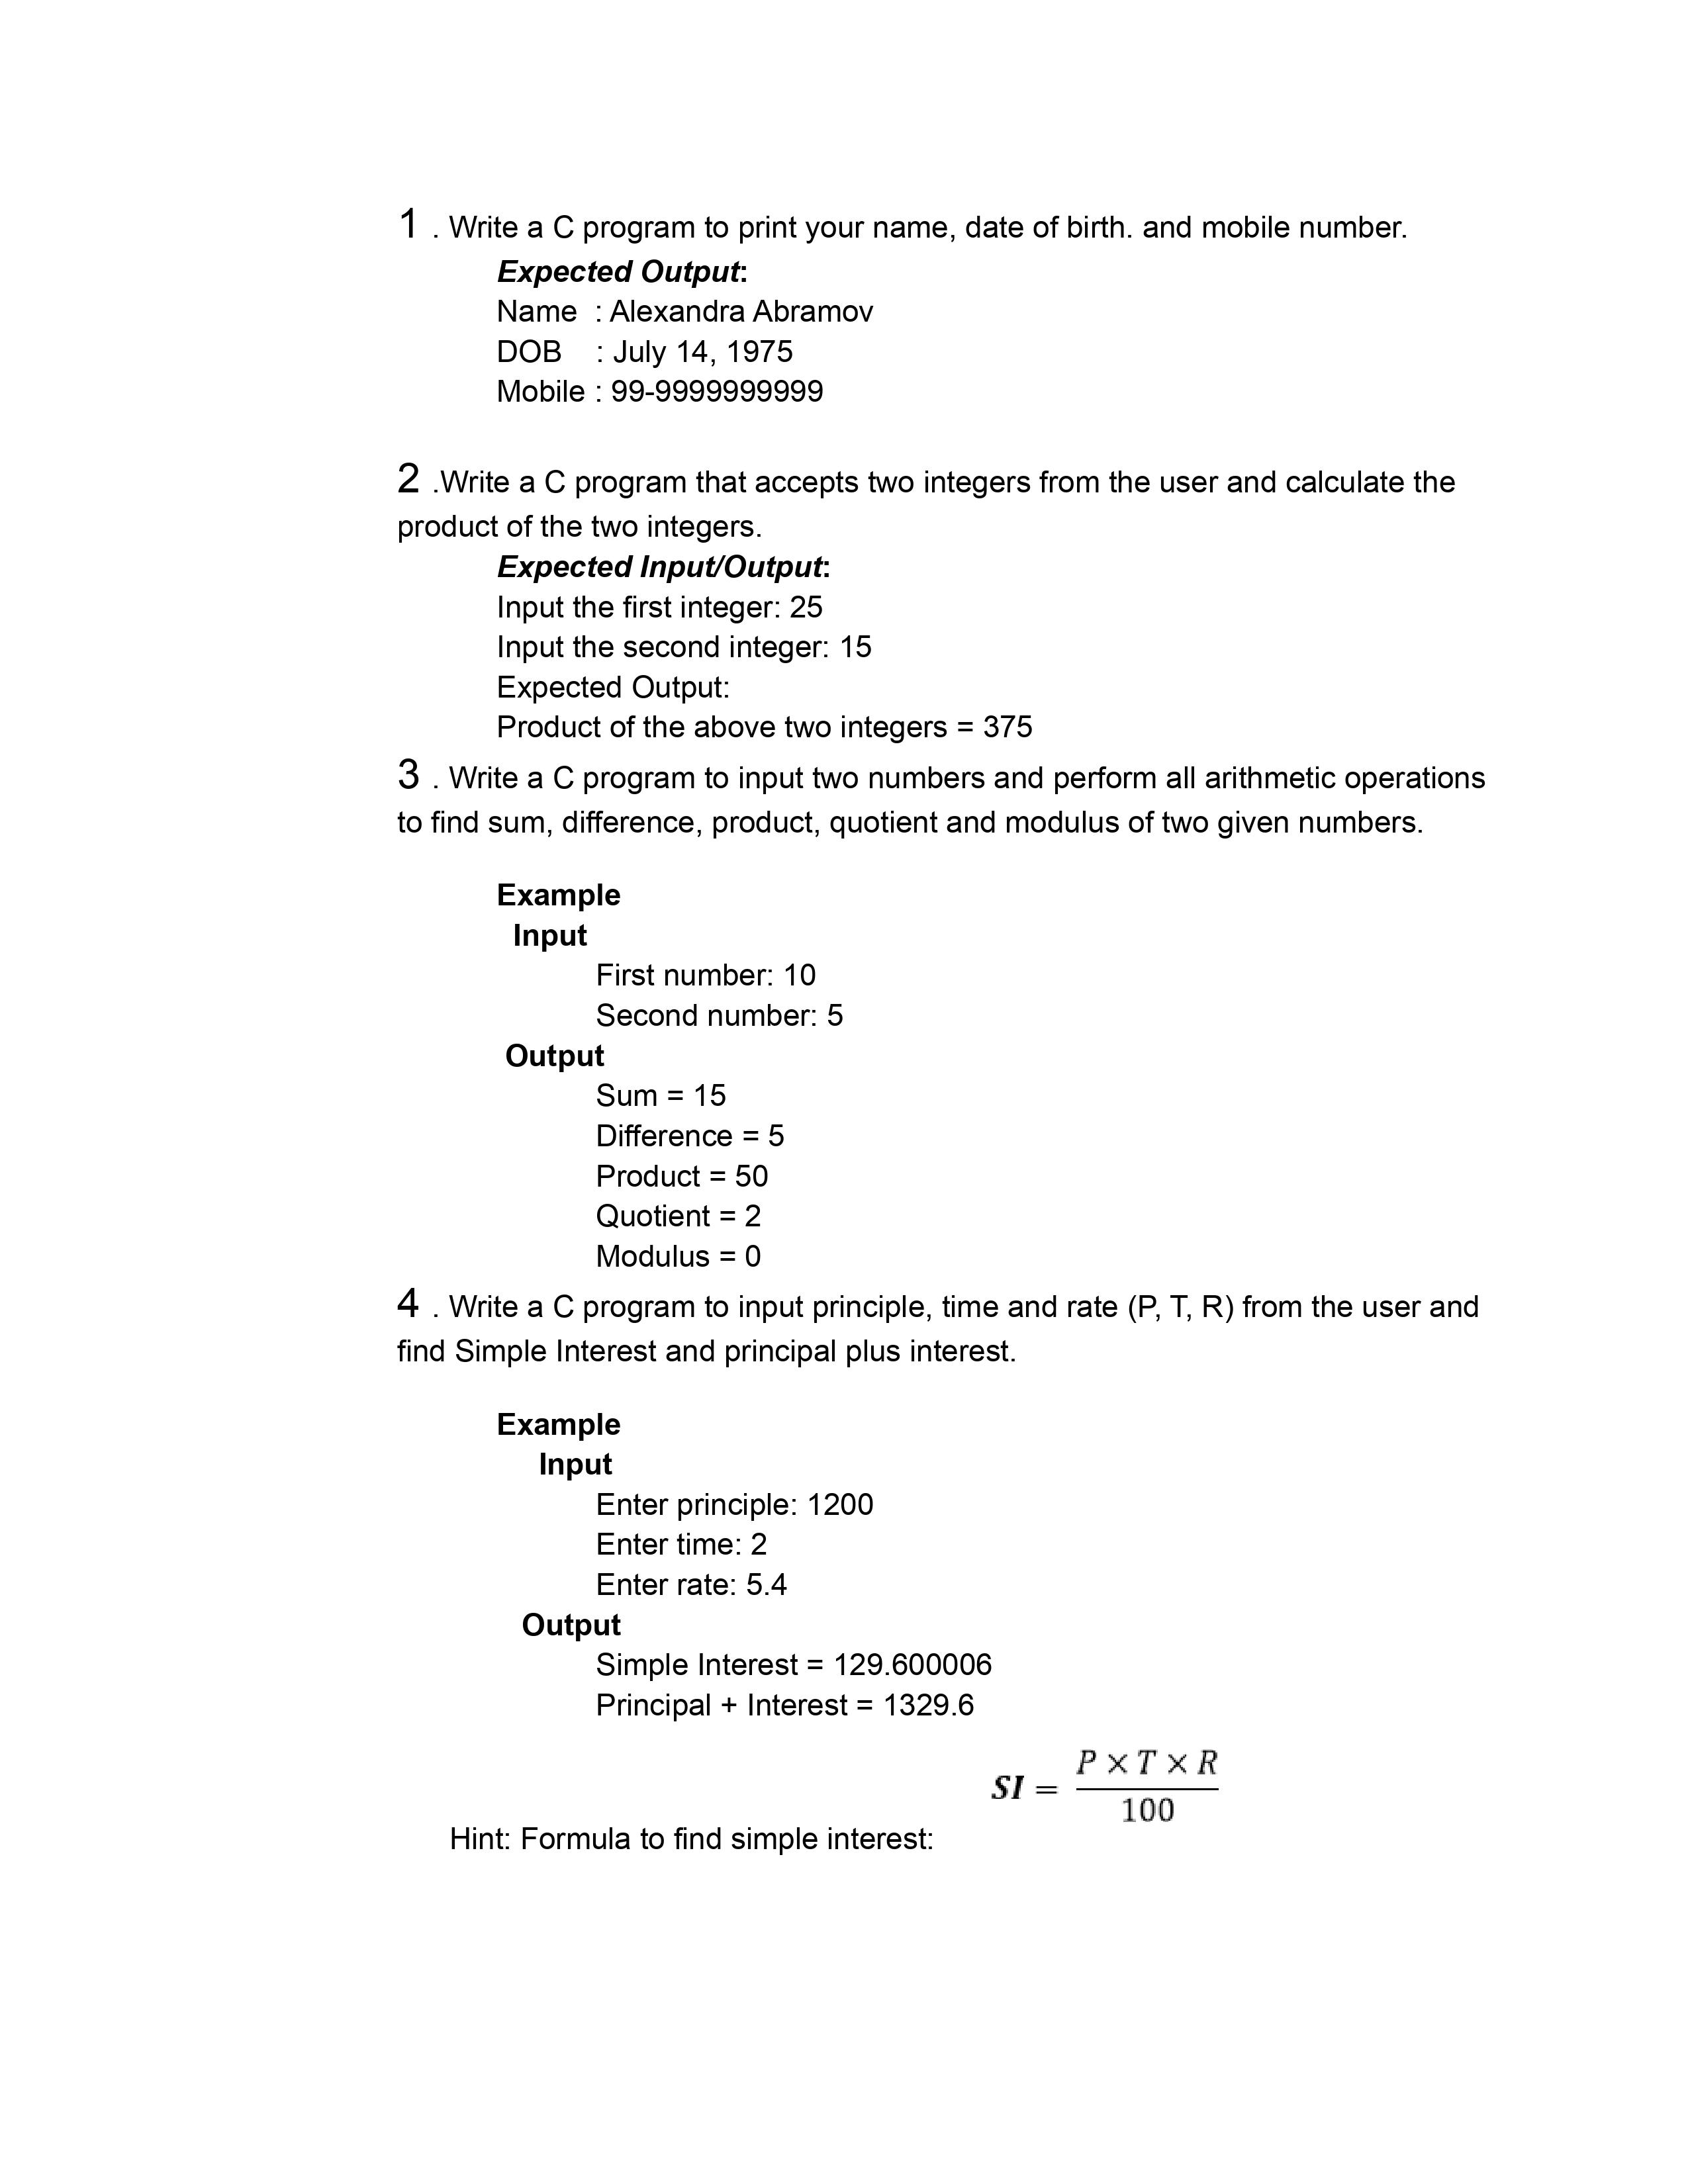 1 . Write a C program to print your name, date of birth. and mobile number.
Expected Output:
Name  : Alexandra Abramov
DOB    : July 14, 1975
Mobile : 99-9999999999
2 .Write a C program that accepts two integers from the user and calculate the
product of the two integers.
Expected Input/Output:
Input the first integer: 25
Input the second integer: 15
Expected Output:
Product of the above two integers = 375
3 . Write a C program to input two numbers and perform all arithmetic operations
to find sum, difference, product, quotient and modulus of two given numbers.
Example
Input
First number: 10
Second number: 5
Output
Sum = 15
Difference = 5
Product = 50
Quotient = 2
Modulus = 0
4 . Write a C program to input principle, time and rate (P, T, R) from the user and
find Simple Interest and principal plus interest.
Example
Input
Enter principle: 1200
Enter time: 2
Enter rate: 5.4
Output
Simple Interest = 129.600006
Principal + Interest = 1329.6
P × T × R
SI =
100
Hint: Formula to find simple interest: